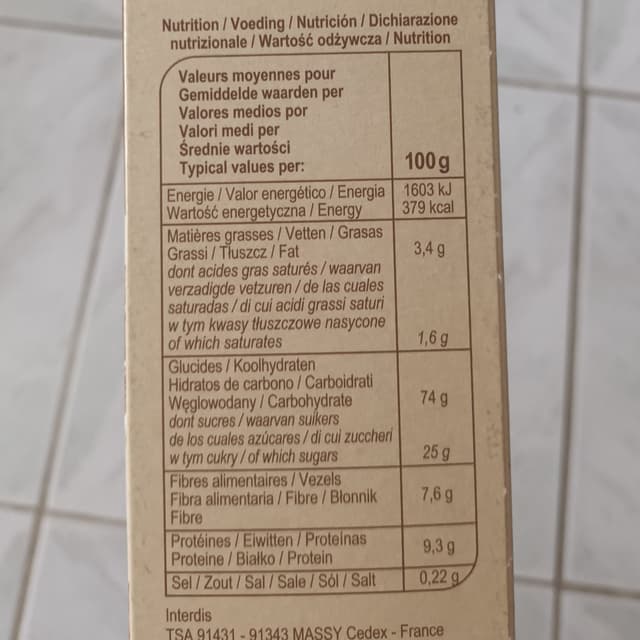 Nutrition / Voeding / Nutrición / Dichiarazione
nutrizionale / Wartość odżywcza / Nutrition
Valeurs moyennes pour
Gemiddelde waarden per
Valores medios por
Valori medi per
Średnie wartości
Typical values per:
100g
Energie / Valor energético / Energia
1603 kJ
Wartość energetyczna / Energy
379 kcal
Matières grasses / Vetten / Grasas
Grassi / Tłuszcz / Fat
3,4 g
dont acides gras saturés / waarvan
verzadigde vetzuren / de las cuales
saturadas / di cui acidi grassi saturi
w tym kwasy tłuszczowe nasycone
of which saturates
1,6 g
Glucides / Koolhydraten
Hidratos de carbono / Carboidrati
Węglowodany / Carbohydrate
74 g
dont sucres / waarvan suikers
de los cuales azúcares / di cui zuccheri
w tym cukry / of which sugars
25 g
Fibres alimentaires / Vezels
Fibra alimentaria / Fibre / Błonnik
7,6 g
Fibre
Protéines / Eiwitten / Proteínas
Proteine / Białko / Protein
9,3 g
Sel / Zout / Sal / Sale / Sól / Salt
0,22 g
Interdis
TSA 91431 - 91343 MASSY Cedex - France